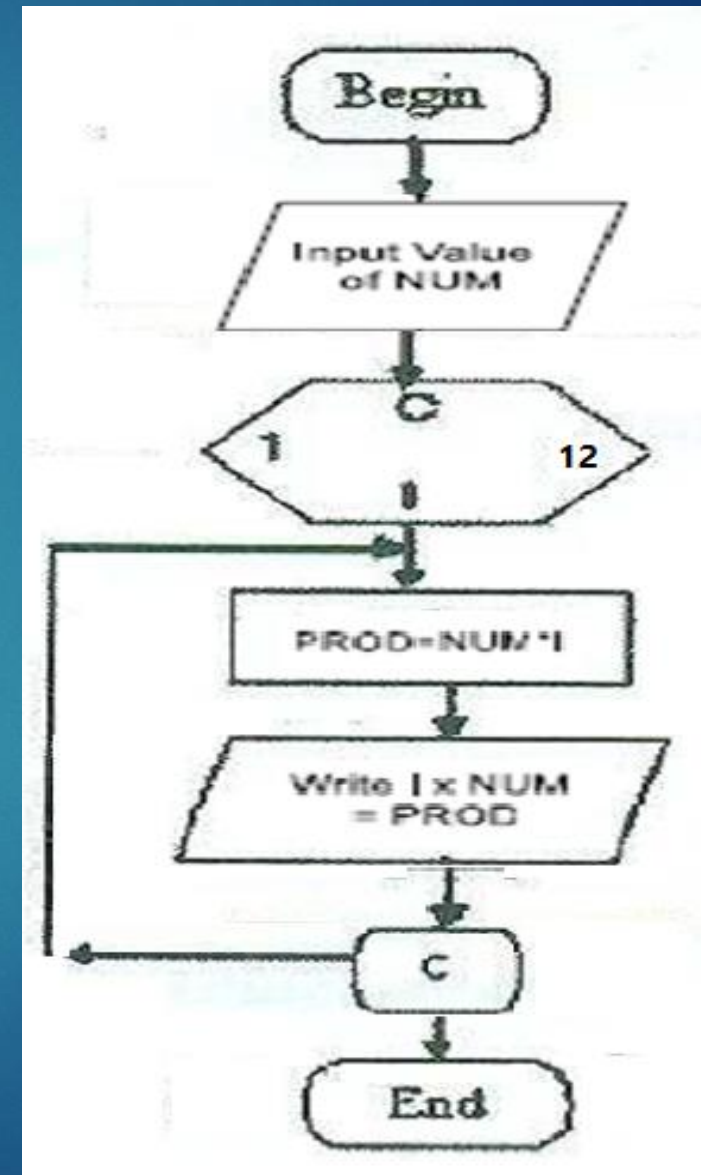 Begin
Input Value
of NUM
C
1 12
I
PROD=NUM*I
Write I x NUM
= PROD
C
End